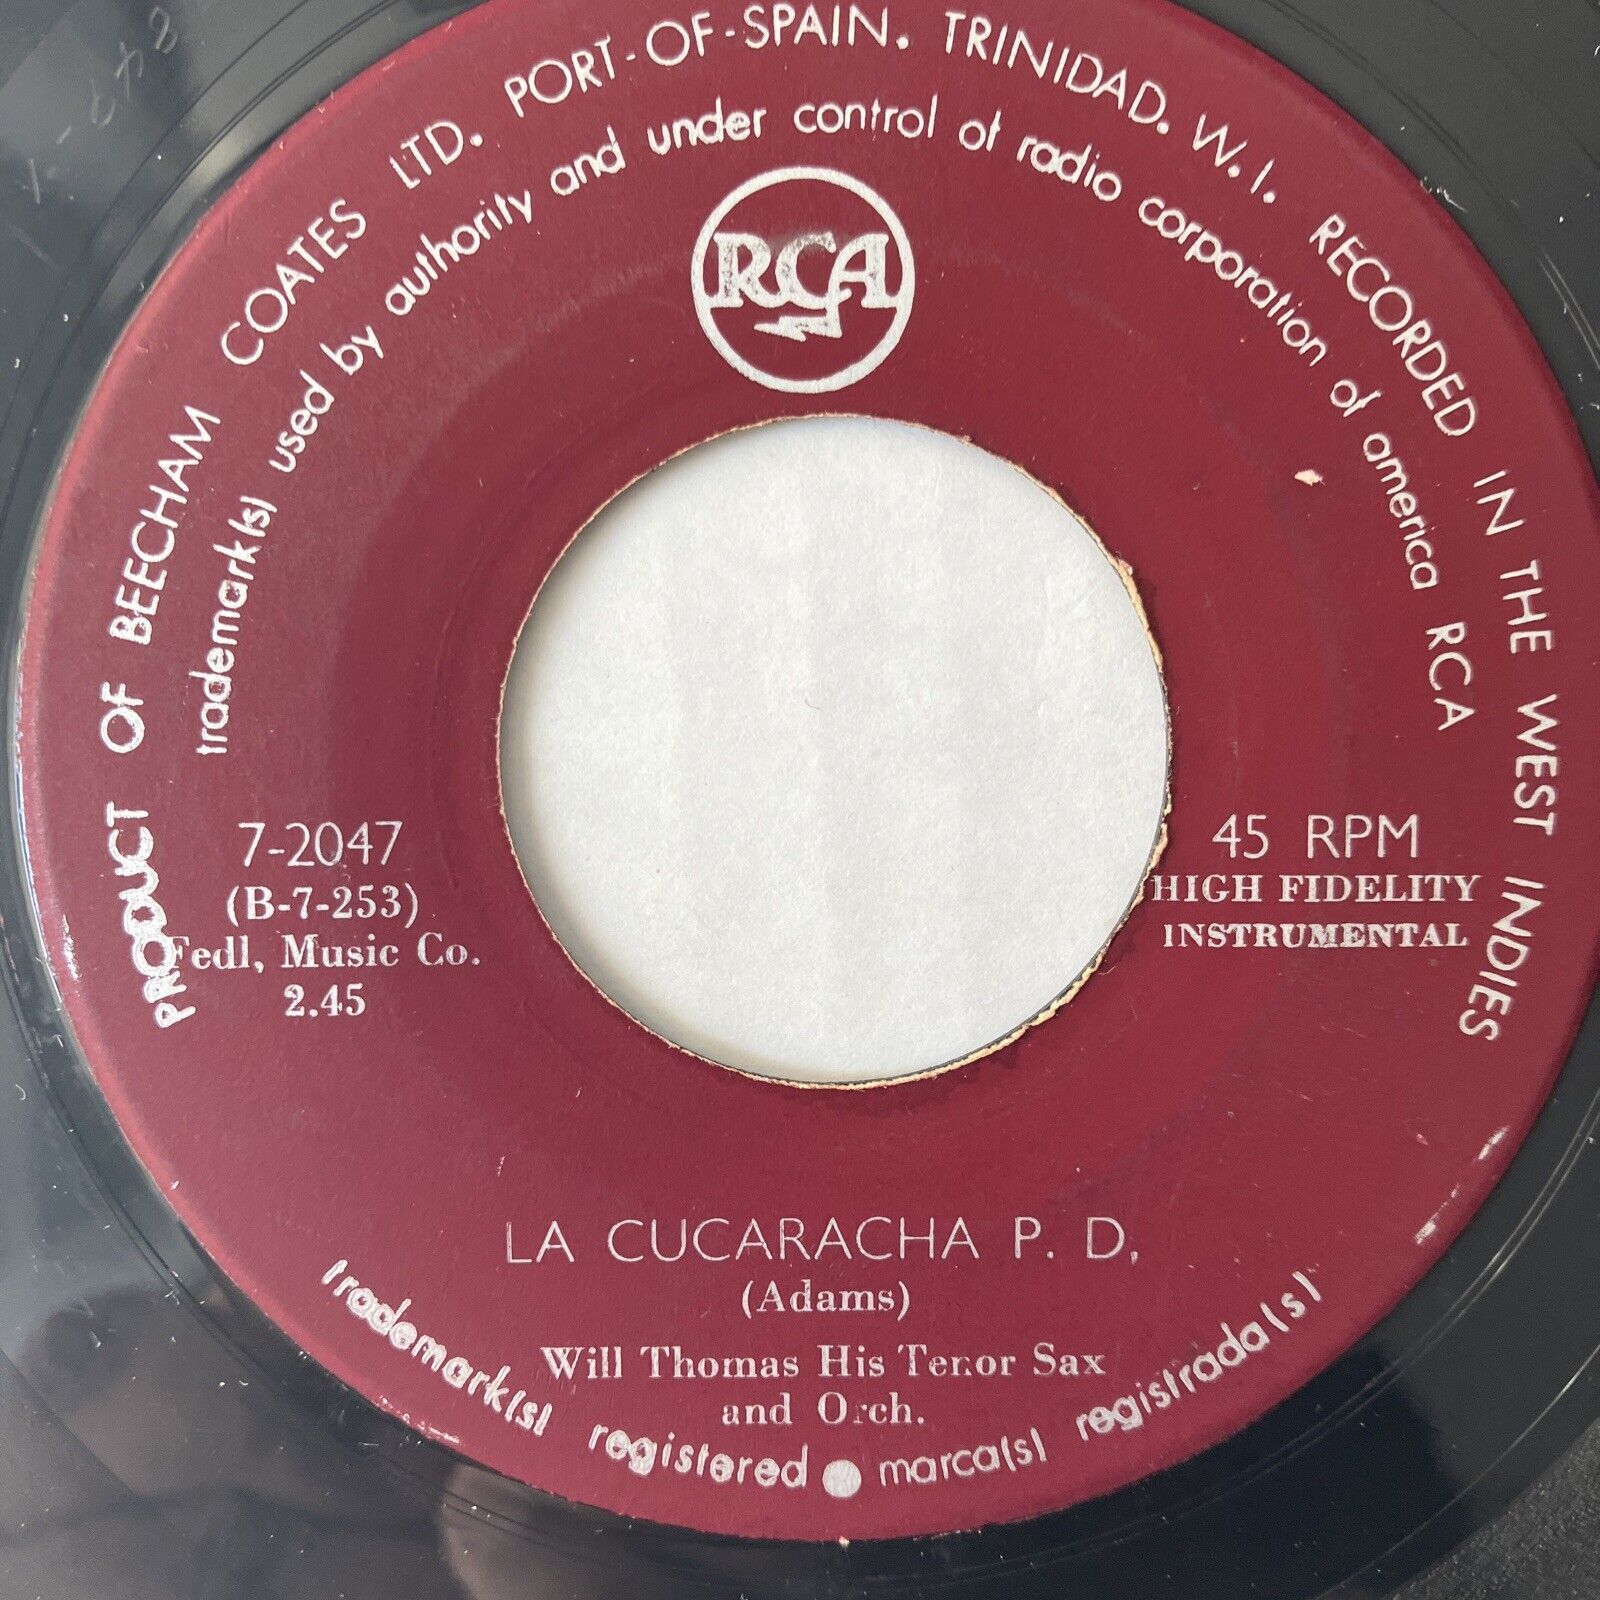 PRODUCT OF BEECHAM COATES LTD. PORT-OF-SPAIN. TRINIDAD. W.I. RECORDED IN THE WEST INDIES
trademark(s) used by authority and under control of radio corporation of america RCA
RCA
7-2047
(B-7-253)
Fedl, Music Co.
2.45
45 RPM
HIGH FIDELITY
INSTRUMENTAL
LA CUCARACHA P. D.
(Adams)
Will Thomas His Tenor Sax
and Orch.
trademark(s) registered ● marca(s) registrada(s)